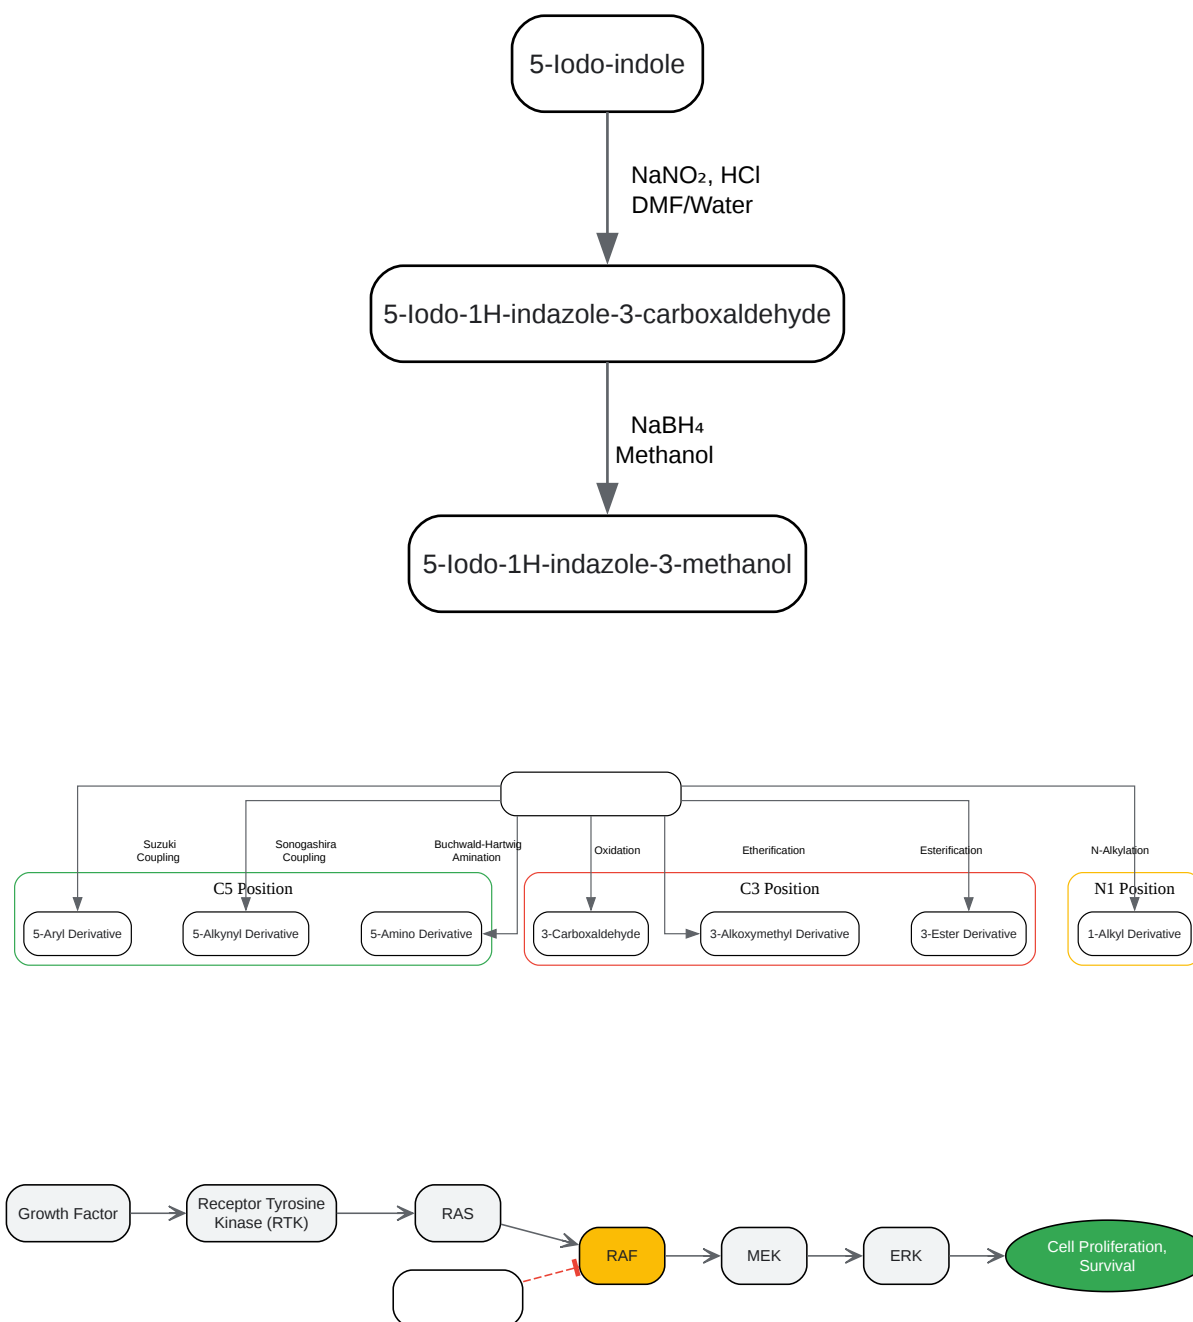 5-Iodo-indole
NaNO₂, HCl
DMF/Water
5-Iodo-1H-indazole-3-carboxaldehyde
NaBH₄
Methanol
5-Iodo-1H-indazole-3-methanol
Suzuki
Coupling
Sonogashira
Coupling
Buchwald-Hartwig
Amination
Oxidation
Etherification
Esterification
N-Alkylation
C5 Position
C3 Position
N1 Position
5-Aryl Derivative
5-Alkynyl Derivative
5-Amino Derivative
3-Carboxaldehyde
3-Alkoxymethyl Derivative
3-Ester Derivative
1-Alkyl Derivative
Growth Factor
Receptor Tyrosine
Kinase (RTK)
RAS
RAF
MEK
ERK
Cell Proliferation,
Survival